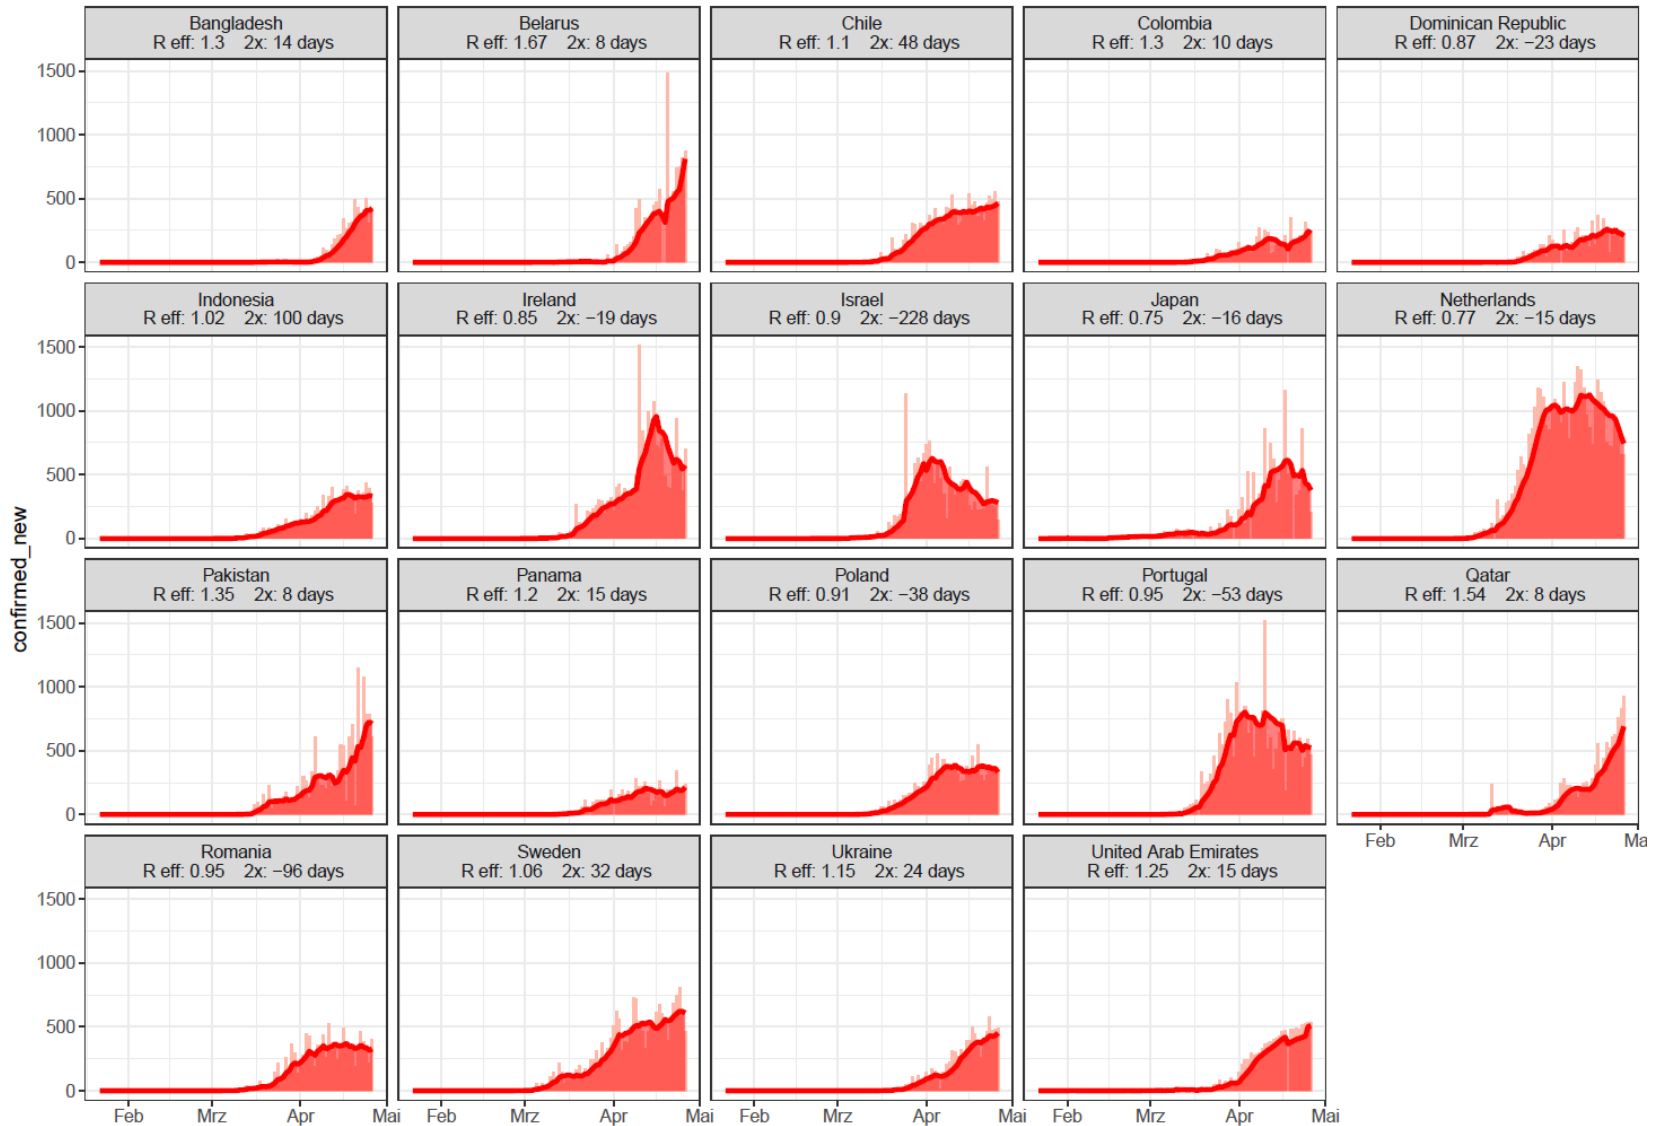 Bangladesh
R eff: 1.3 2x: 14 days
Belarus
R eff: 1.67 2x: 8 days
Chile
R eff: 1.1 2x: 48 days
Colombia
R eff: 1.3 2x: 10 days
Dominican Republic
R eff: 0.87 2x: −23 days
1500
1000
500
0
Indonesia
R eff: 1.02 2x: 100 days
Ireland
R eff: 0.85 2x: −19 days
Israel
R eff: 0.9 2x: −228 days
Japan
R eff: 0.75 2x: −16 days
Netherlands
R eff: 0.77 2x: −15 days
1500
1000
500
0
confirmed_new
Pakistan
R eff: 1.35 2x: 8 days
Panama
R eff: 1.2 2x: 15 days
Poland
R eff: 0.91 2x: −38 days
Portugal
R eff: 0.95 2x: −53 days
Qatar
R eff: 1.54 2x: 8 days
1500
1000
500
0
Feb Mrz Apr Ma
Romania
R eff: 0.95 2x: −96 days
Sweden
R eff: 1.06 2x: 32 days
Ukraine
R eff: 1.15 2x: 24 days
United Arab Emirates
R eff: 1.25 2x: 15 days
1500
1000
500
0
Feb Mrz Apr Mai
Feb Mrz Apr Mai
Feb Mrz Apr Mai
Feb Mrz Apr Mai